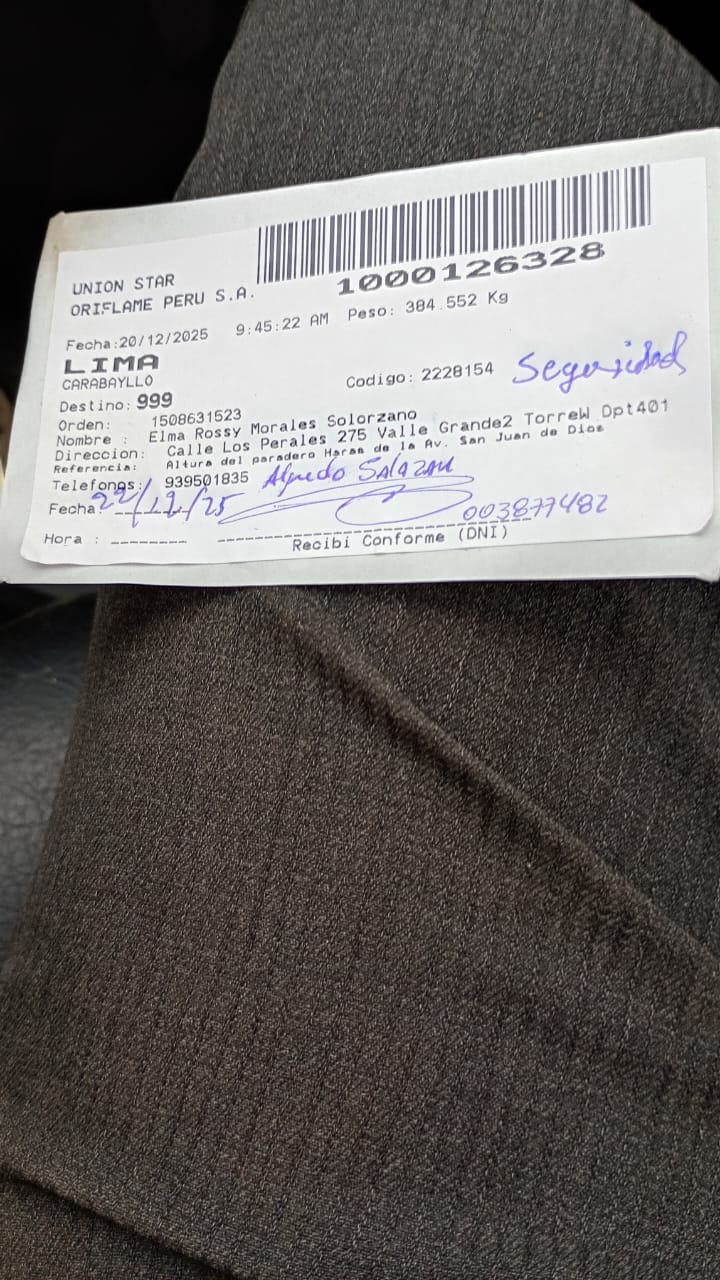 1000126328
UNION STAR
ORIFLAME PERU S.A.
Fecha:20/12/2025 9:45:22 AM Peso: 384.552 Kg
LIMA
CARABAYLLO
Codigo: 2228154 Seguridad
Destino: 999
Orden: 1508631523
Nombre : Elma Rossy Morales Solorzano
Direccion: Calle Los Perales 275 Valle Grande2 TorreW Dpt401
Referencia: Altura del paradero Haras de la Av. San Juan de Dios
Telefonos: 939501835 Alfredo SAlAZAR
Fecha: 22/12/25 003877482
Hora : -------- Recibi Conforme (DNI)